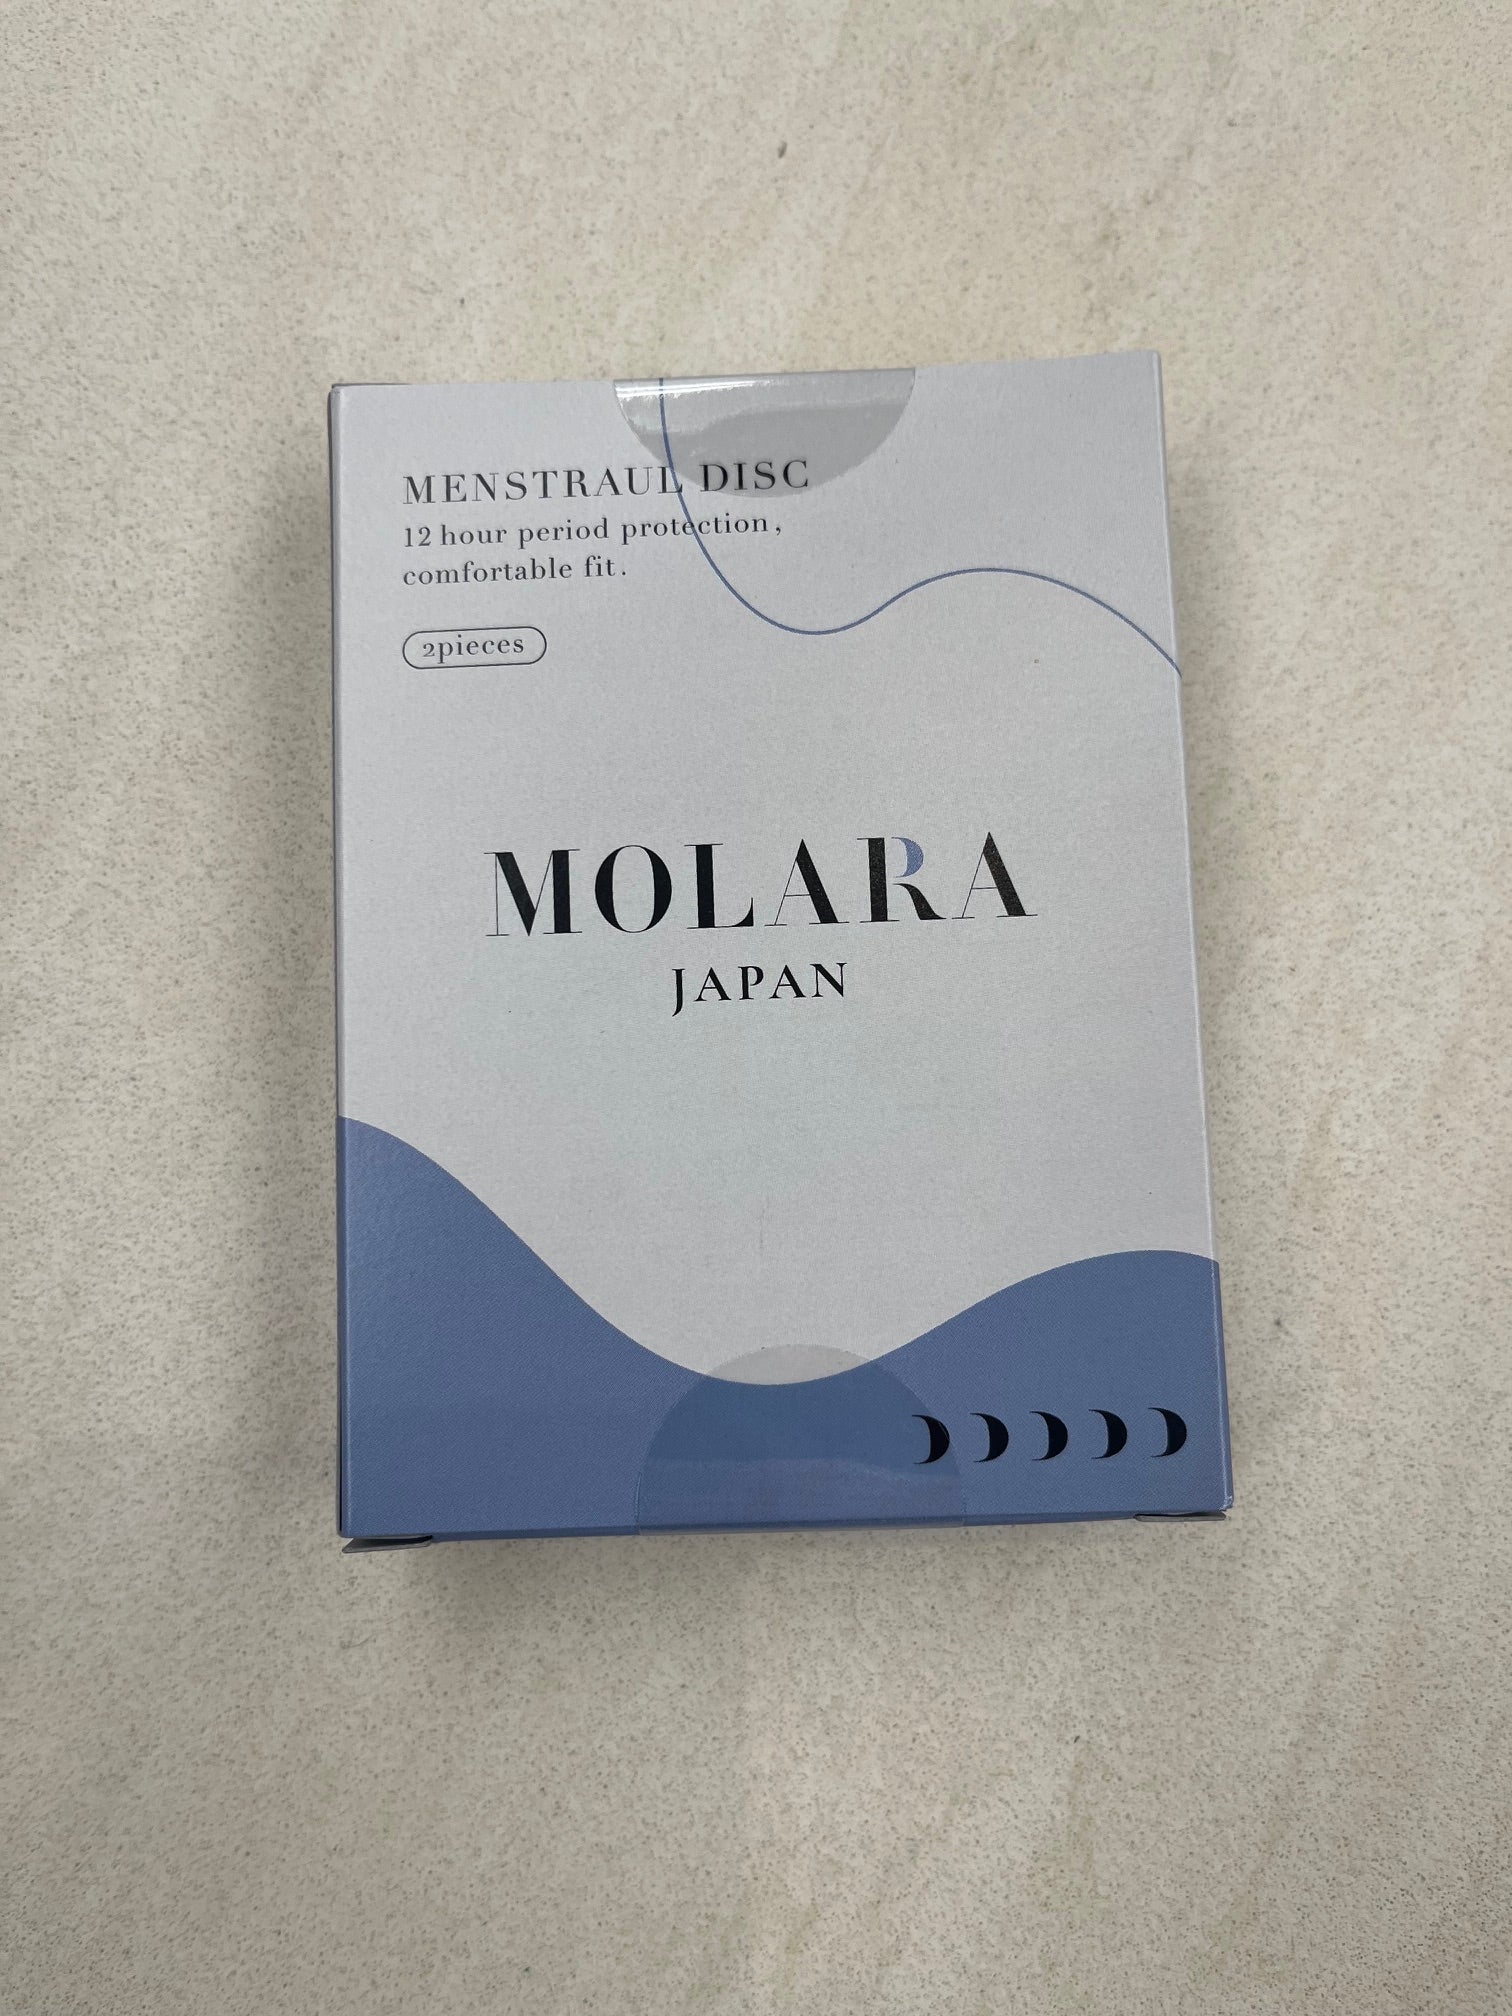 MENSTRAUL DISC
12 hour period protection,
comfortable fit.
2pieces
MOLARA
JAPAN